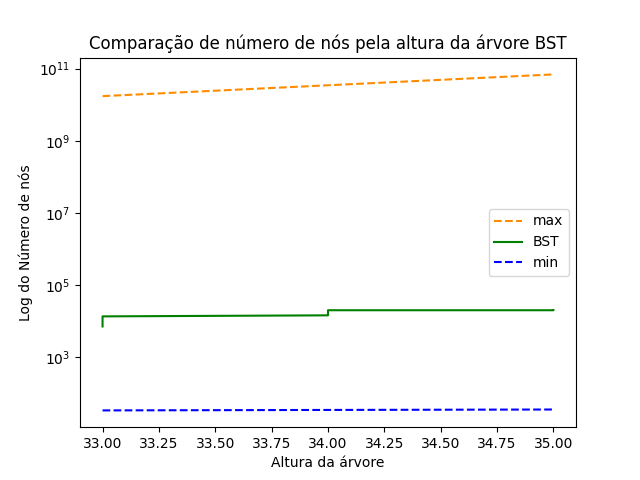 Comparação de número de nós pela altura da árvore BST
Log do Número de nós
10^11
10^9
10^7
10^5
10^3
max
BST
min
33.00 33.25 33.50 33.75 34.00 34.25 34.50 34.75 35.00
Altura da árvore